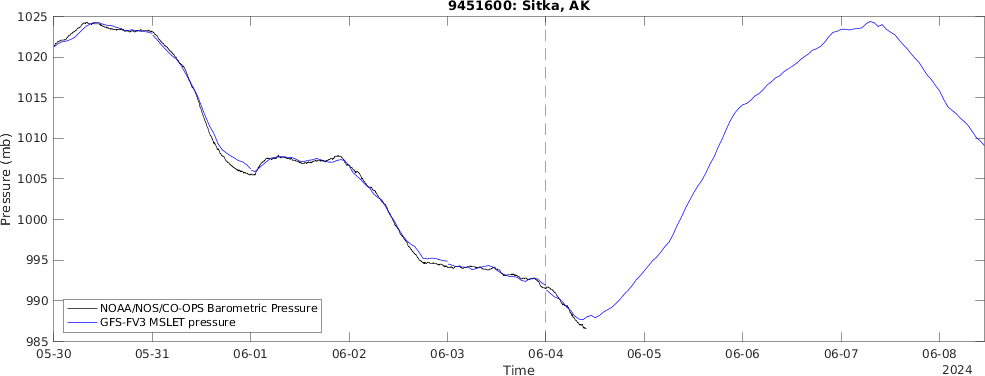 9451600: Sitka, AK
1025
1020
1015
1010
1005
1000
995
990
985
Pressure (mb)
NOAA/NOS/CO-OPS Barometric Pressure
GFS-FV3 MSLET pressure
05-30 05-31 06-01 06-02 06-03 06-04 06-05 06-06 06-07 06-08
Time
2024